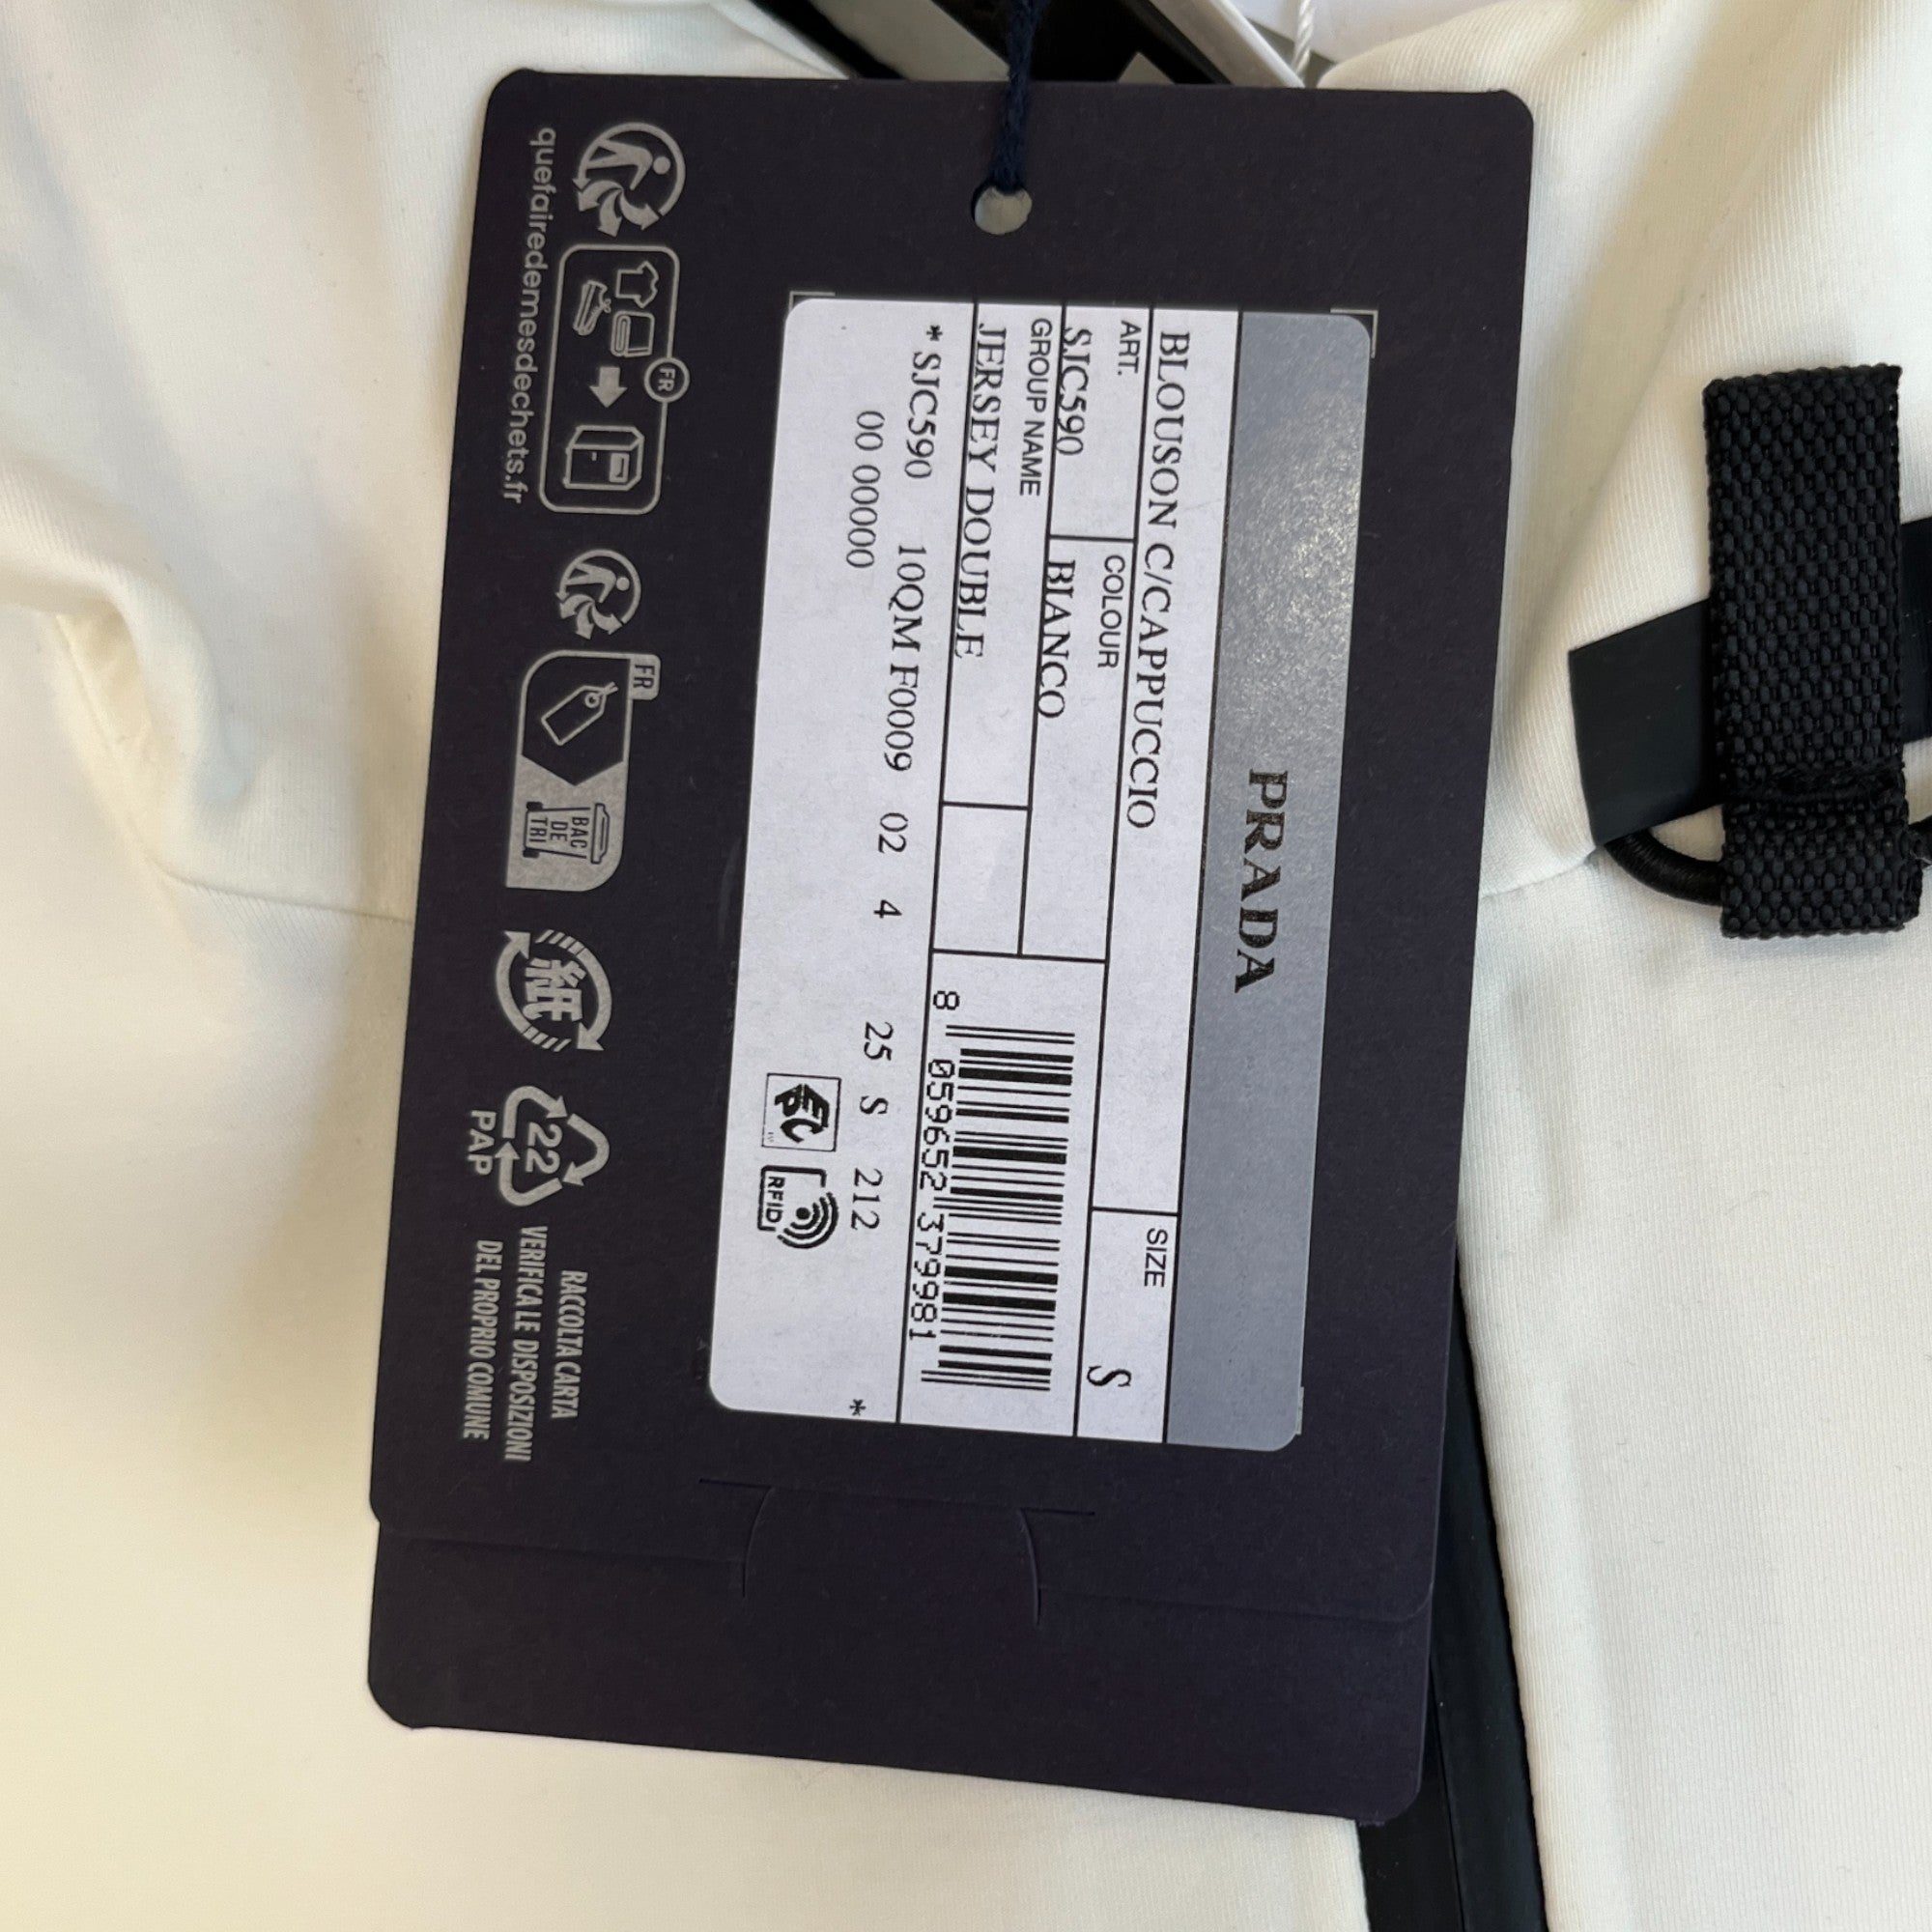 PRADA
BLOUSON C/CAPPUCCIO
SIZE
S
ART.
COLOUR
SJC590
BIANCO
GROUP NAME
JERSEY DOUBLE
8 059652 379981
* SJC590 10QM F0009 02 4 25 S 212 *
00 00000
RFID
FR
quefairedemesdechets.fr
FR
BAC
DE
TRI
紙
22
PAP
RACCOLTA CARTA
VERIFICA LE DISPOSIZIONI
DEL PROPRIO COMUNE